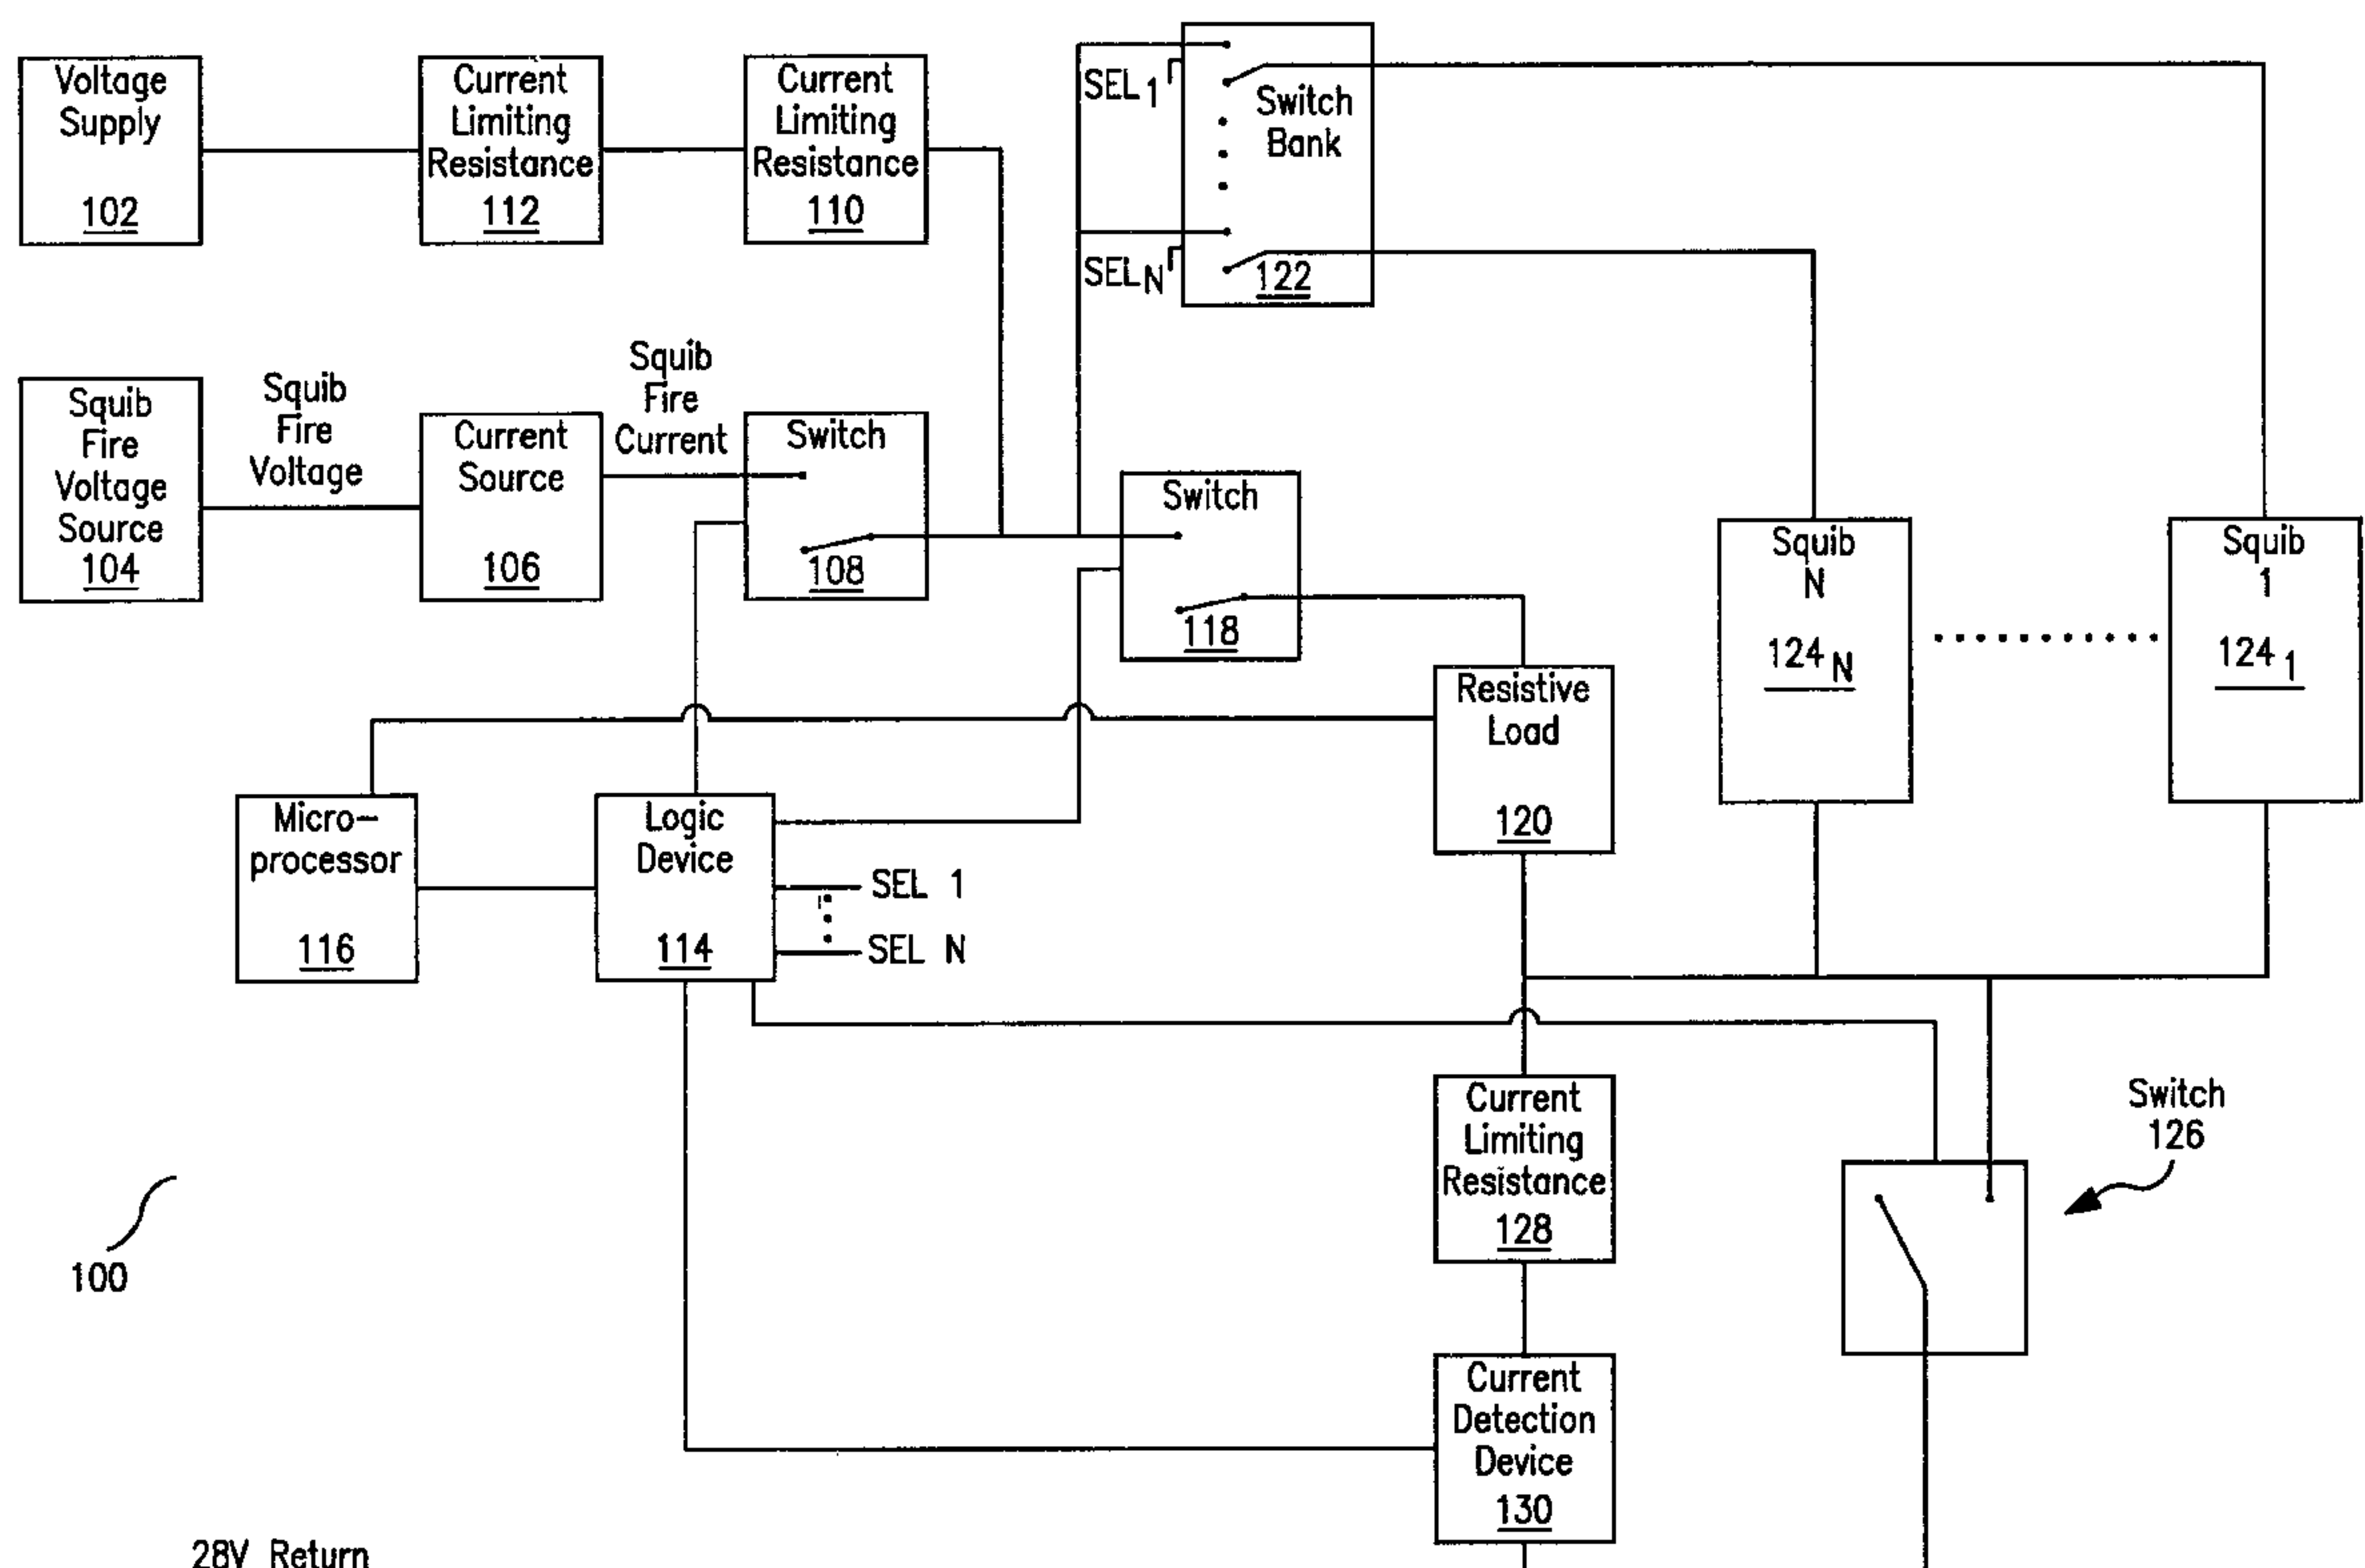 Voltage
Supply
102
Current
Limiting
Resistance
112
Current
Limiting
Resistance
110
SEL1
Switch
Bank
SELN
122
Squib
Fire
Voltage
Source
104
Squib
Fire
Voltage
Current
Source
106
Squib
Fire
Current
Switch
108
Switch
118
Squib
N
124N
Squib
1
1241
Resistive
Load
120
Micro-
processor
116
Logic
Device
114
SEL 1
SEL N
Current
Limiting
Resistance
128
Switch
126
100
Current
Detection
Device
130
28V Return